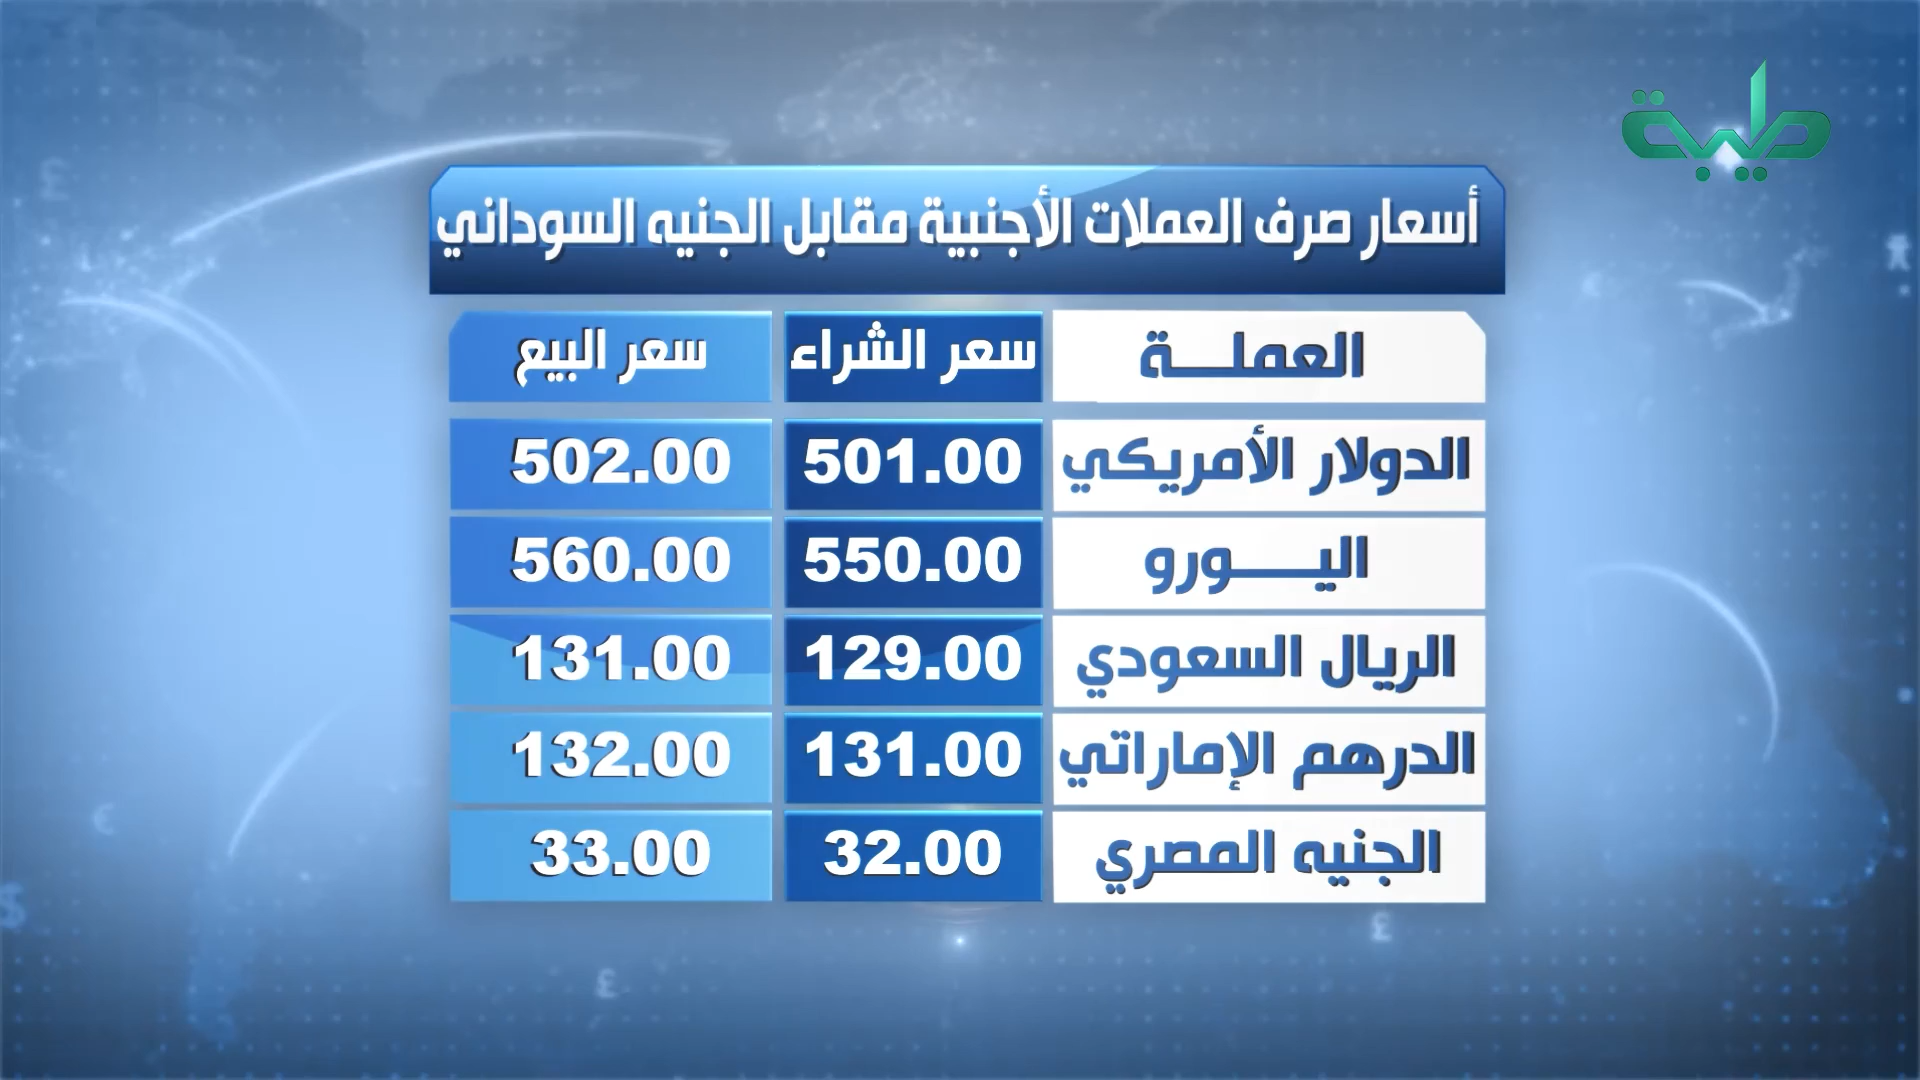 طيبة
أسعار صرف العملات الأجنبية مقابل الجنيه السوداني
العملـــة سعر الشراء سعر البيع
الدولار الأمريكي 501.00 502.00
اليــــورو 550.00 560.00
الريال السعودي 129.00 131.00
الدرهم الإماراتي 131.00 132.00
الجنيه المصري 32.00 33.00